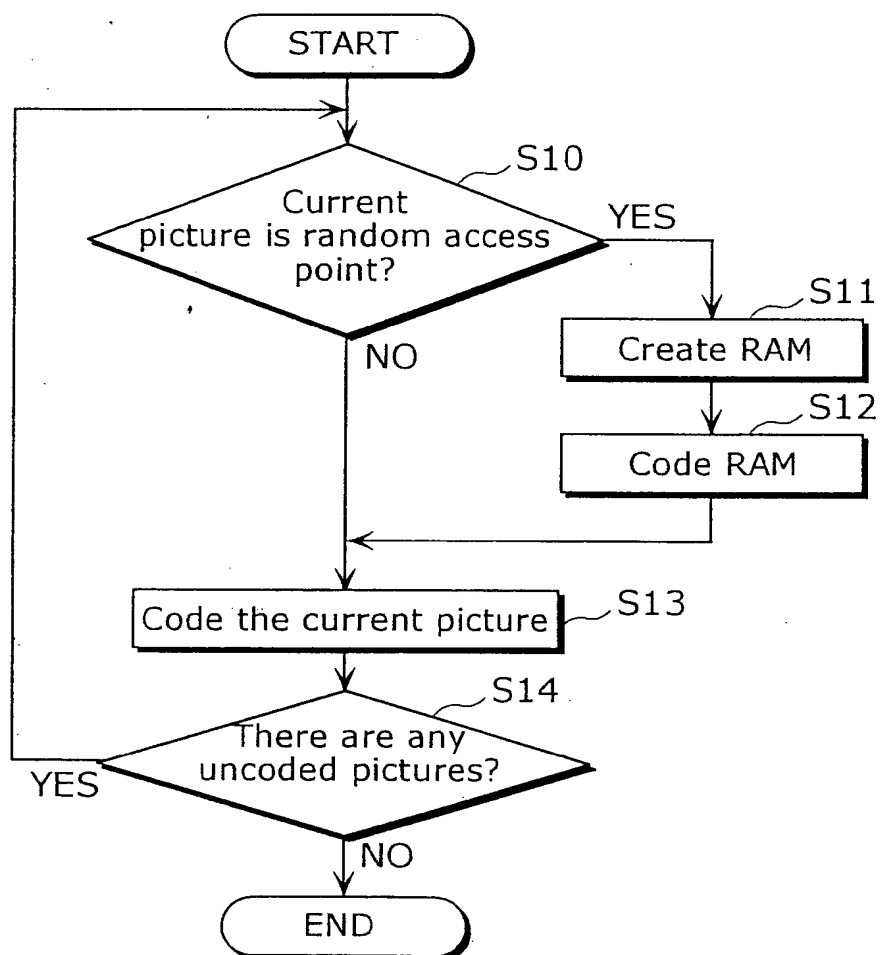 START
S10
Current
picture is random access
point?
YES
NO
S11
Create RAM
S12
Code RAM
Code the current picture
S13
S14
There are any
uncoded pictures?
YES
NO
END